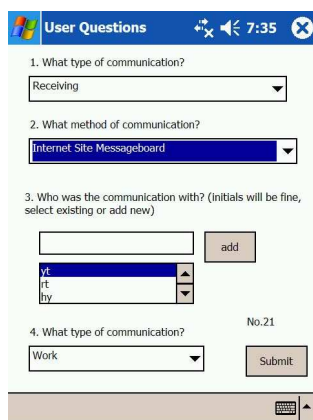 User Questions 7:35
1. What type of communication?
Receiving
2. What method of communication?
Internet Site Messageboard
3. Who was the communication with? (initials will be fine,
select existing or add new)
add
yt
rt
hy
No.21
4. What type of communication?
Work
Submit